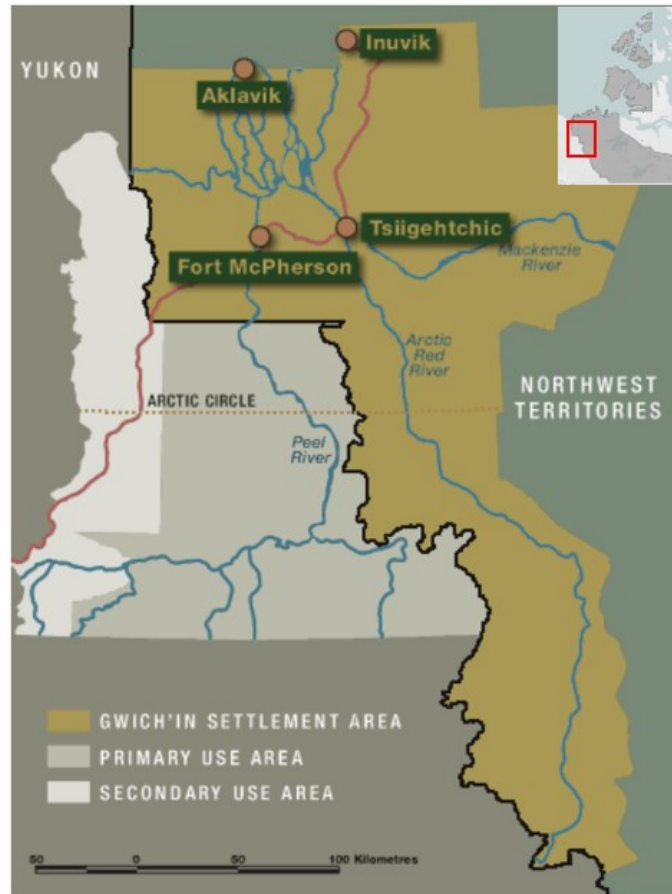 YUKON
Inuvik
Aklavik
Tsiigehtchic
Fort McPherson
Mackenzie
River
Arctic
Red
River
NORTHWEST
TERRITORIES
ARCTIC CIRCLE
Peel
River
GWICH'IN SETTLEMENT AREA
PRIMARY USE AREA
SECONDARY USE AREA
50 0 50 100 Kilometres